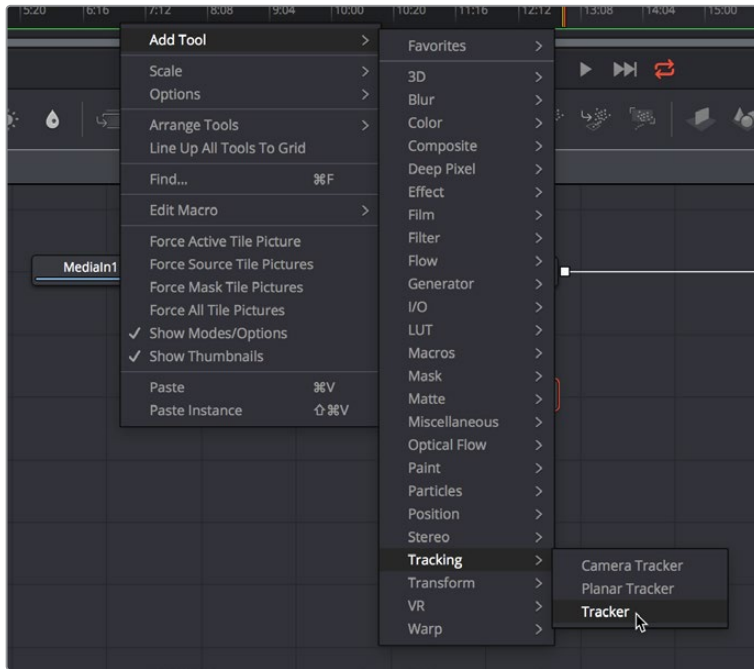 5:20 6:16 7:12 8:08 9:04 10:00 10:20 11:16 12:12 13:08 14:04 15:00
Add Tool >
Scale >
Options >
Arrange Tools >
Line Up All Tools To Grid
Find... ⌘F
Edit Macro >
Force Active Tile Picture
Force Source Tile Pictures
Force Mask Tile Pictures
Force All Tile Pictures
✓ Show Modes/Options
✓ Show Thumbnails
Paste ⌘V
Paste Instance ⇧⌘V
MediaIn1
Favorites >
3D >
Blur >
Color >
Composite >
Deep Pixel >
Effect >
Film >
Filter >
Flow >
Generator >
I/O >
LUT >
Macros >
Mask >
Matte >
Miscellaneous >
Optical Flow >
Paint >
Particles >
Position >
Stereo >
Tracking >
Transform >
VR >
Warp >
Camera Tracker
Planar Tracker
Tracker